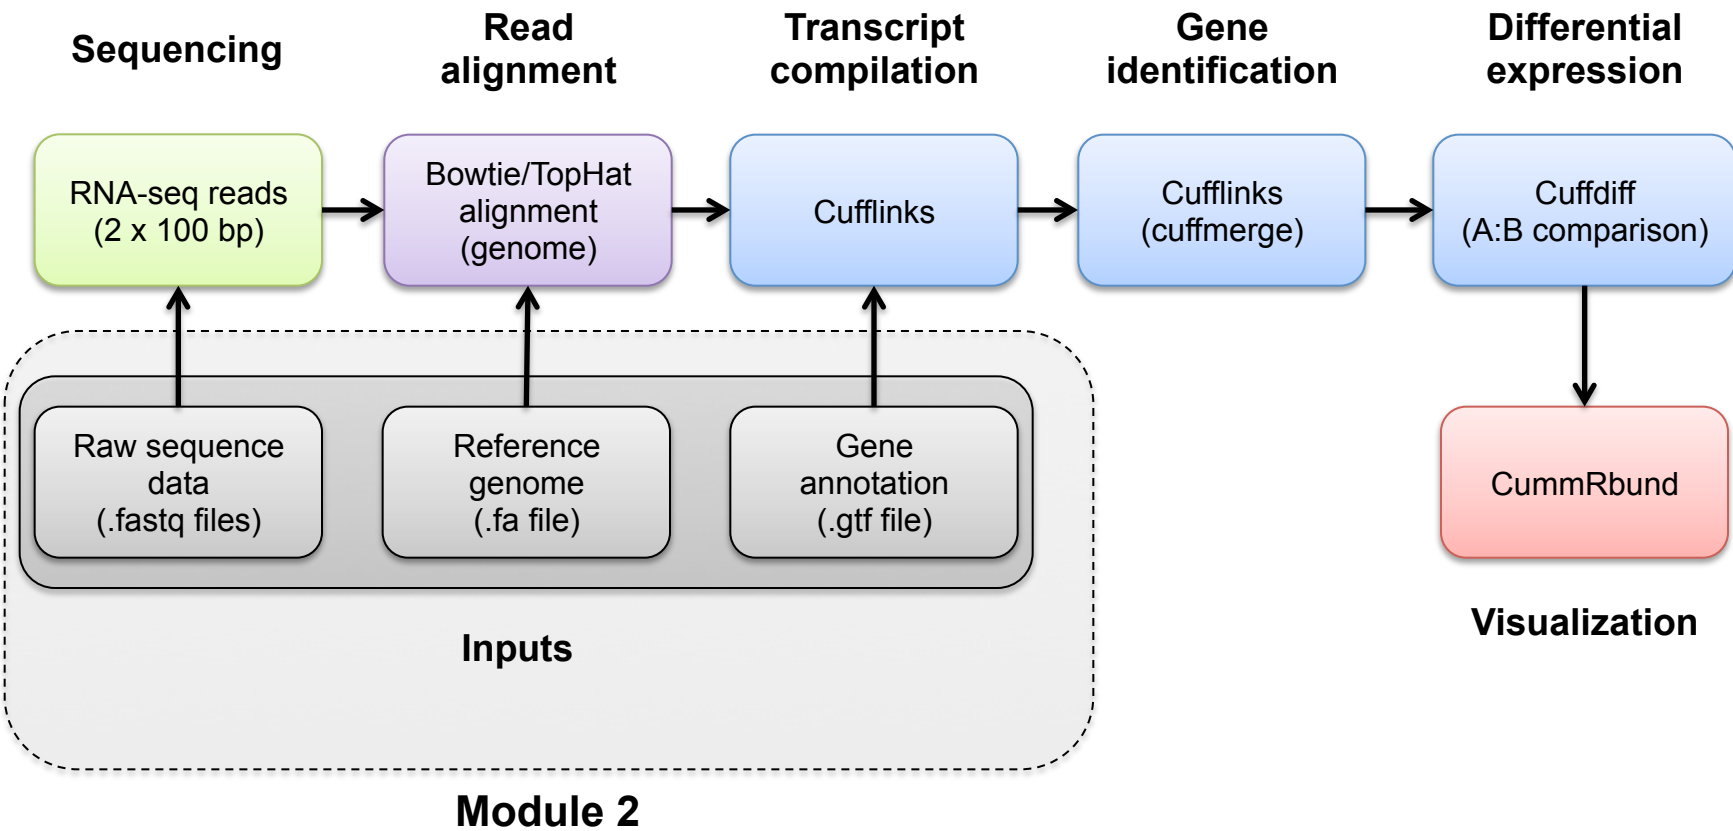 Sequencing
Read
alignment
Transcript
compilation
Gene
identification
Differential
expression
RNA-seq reads
(2 x 100 bp)
Bowtie/TopHat
alignment
(genome)
Cufflinks
Cufflinks
(cuffmerge)
Cuffdiff
(A:B comparison)
Raw sequence
data
(.fastq files)
Reference
genome
(.fa file)
Gene
annotation
(.gtf file)
CummRbund
Inputs
Visualization
Module 2